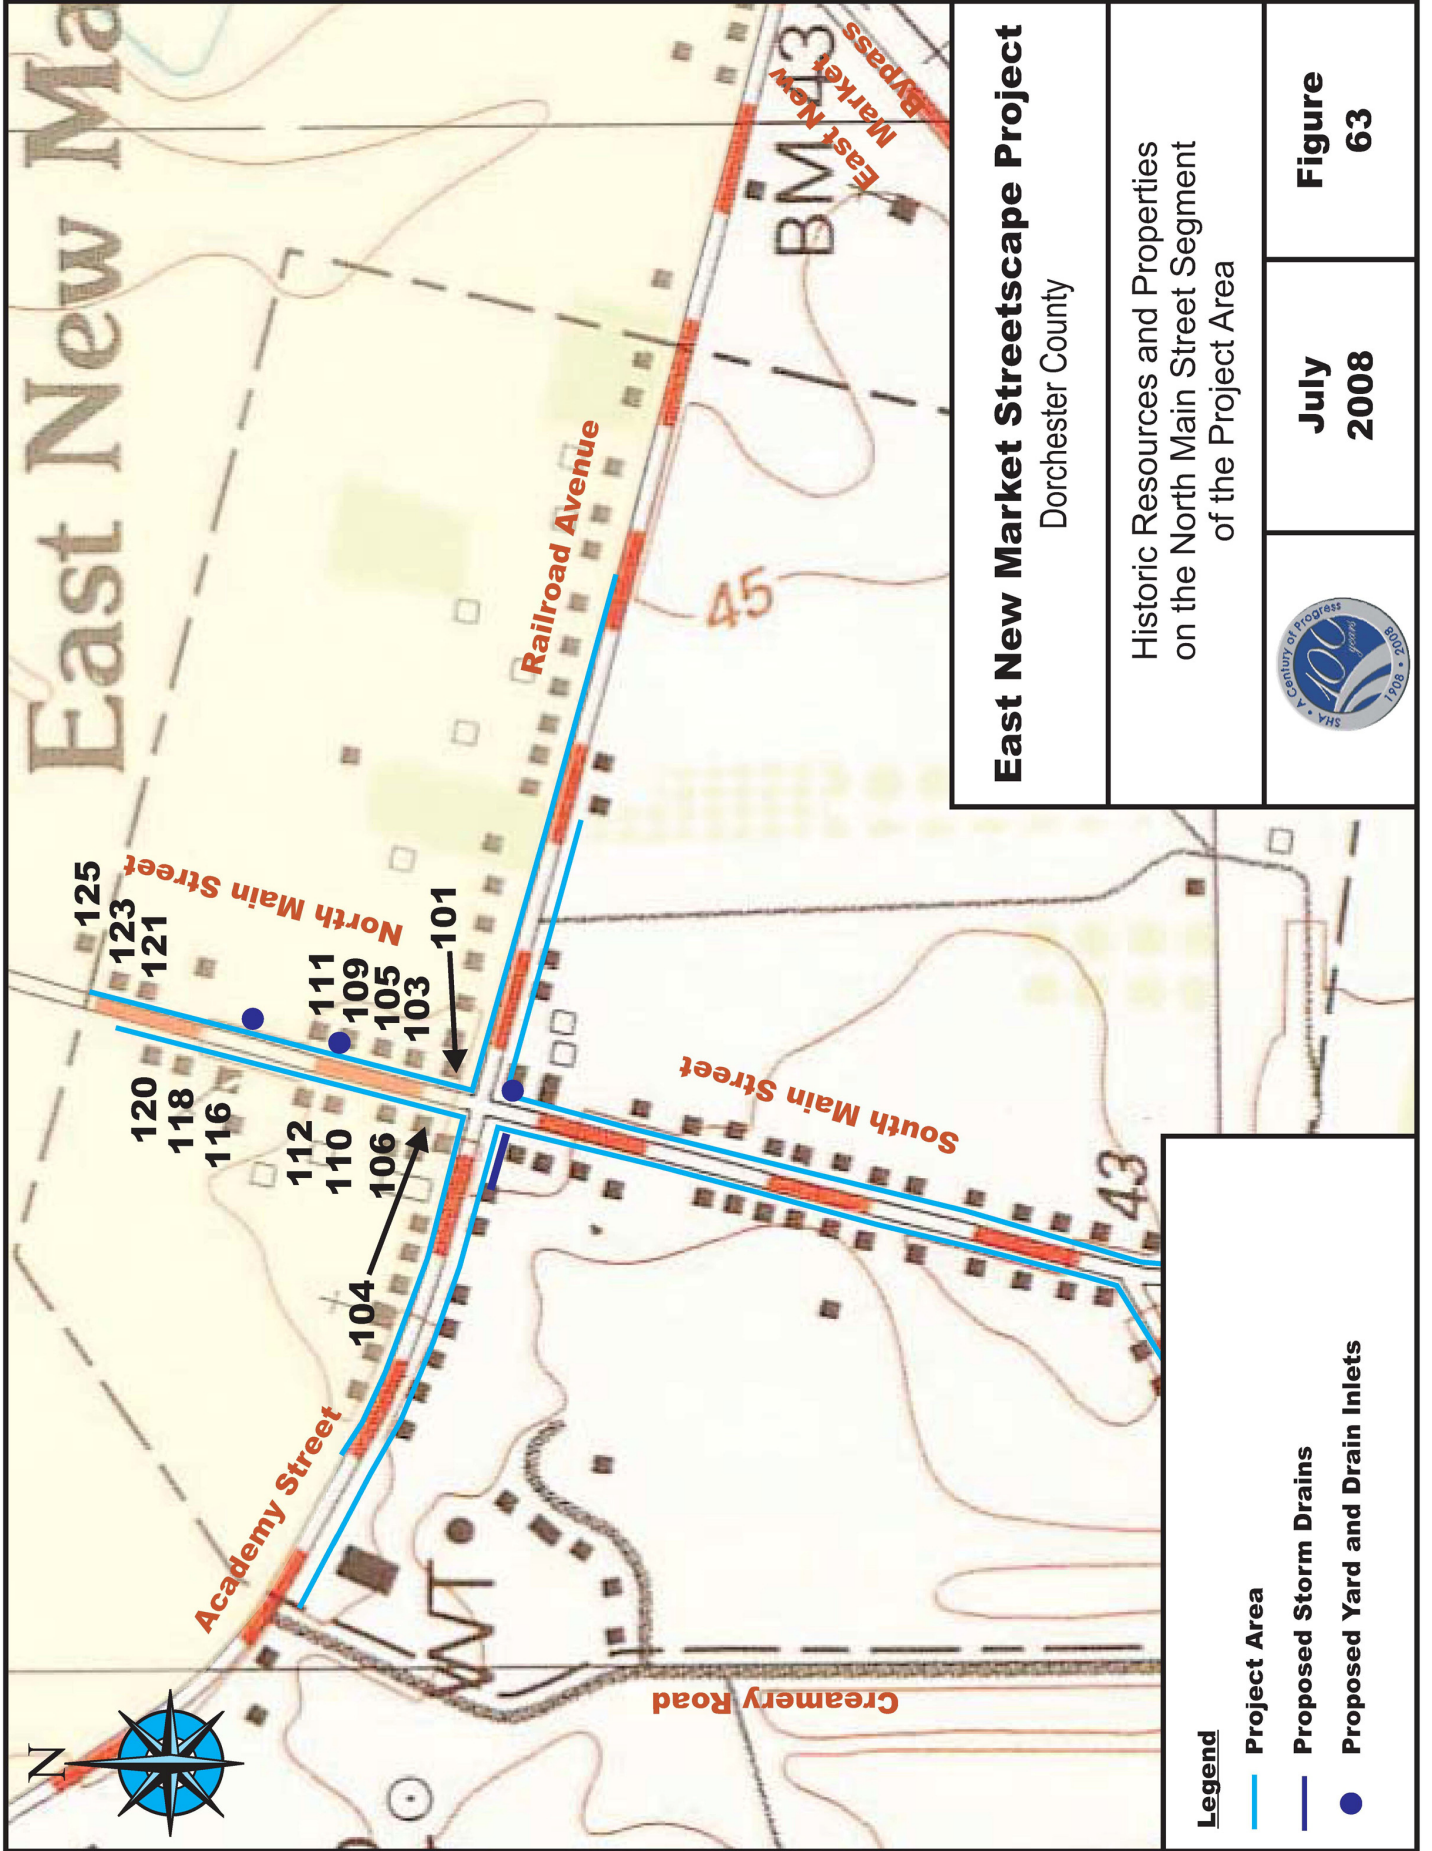 East New Ma
125
123
121
North Main Street
111
109
105
103
101
120
118
116
112
110
106
104
Railroad Avenue
East New
Market
Bypass
BM 43
45
South Main Street
43
Academy Street
WT
Creamery Road
N
East New Market Streetscape Project
Dorchester County
Historic Resources and Properties
on the North Main Street Segment
of the Project Area
SHA • A Century of Progress
100
years
1908 • 2008
July
2008
Figure
63
Legend
Project Area
Proposed Storm Drains
Proposed Yard and Drain Inlets